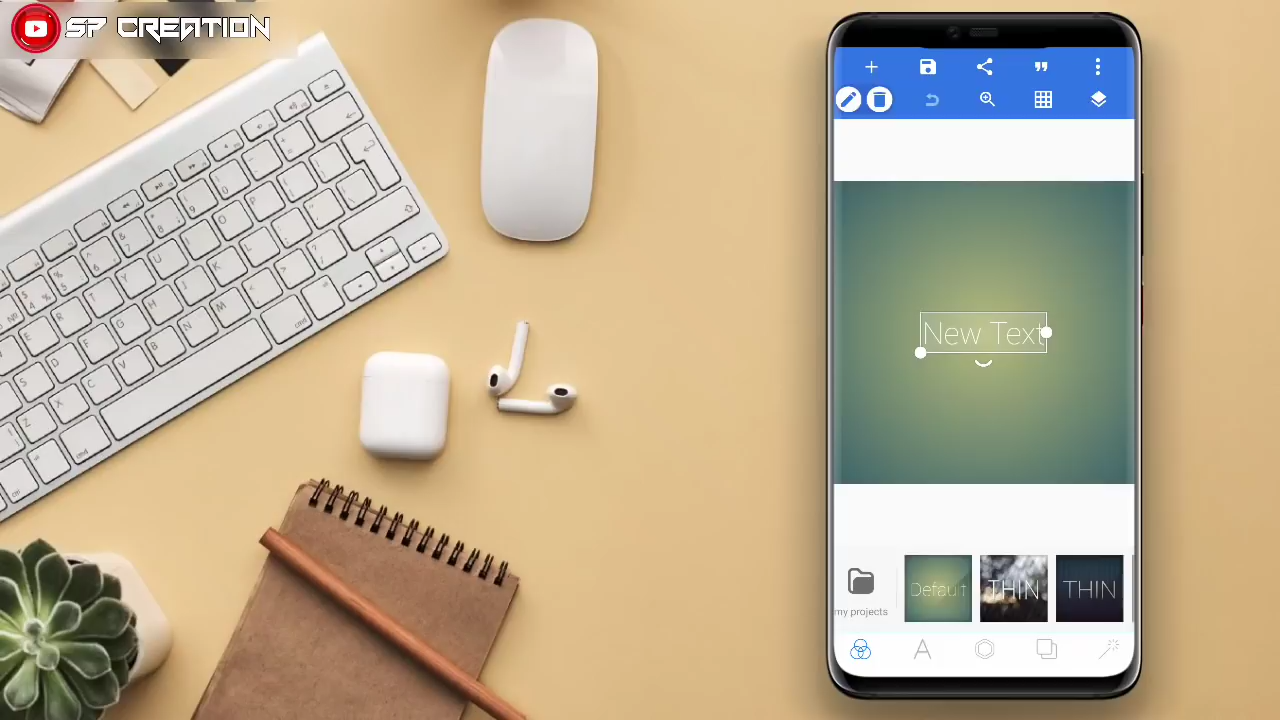 SP CREATION
New Text
my projects
Default
THIN
THIN